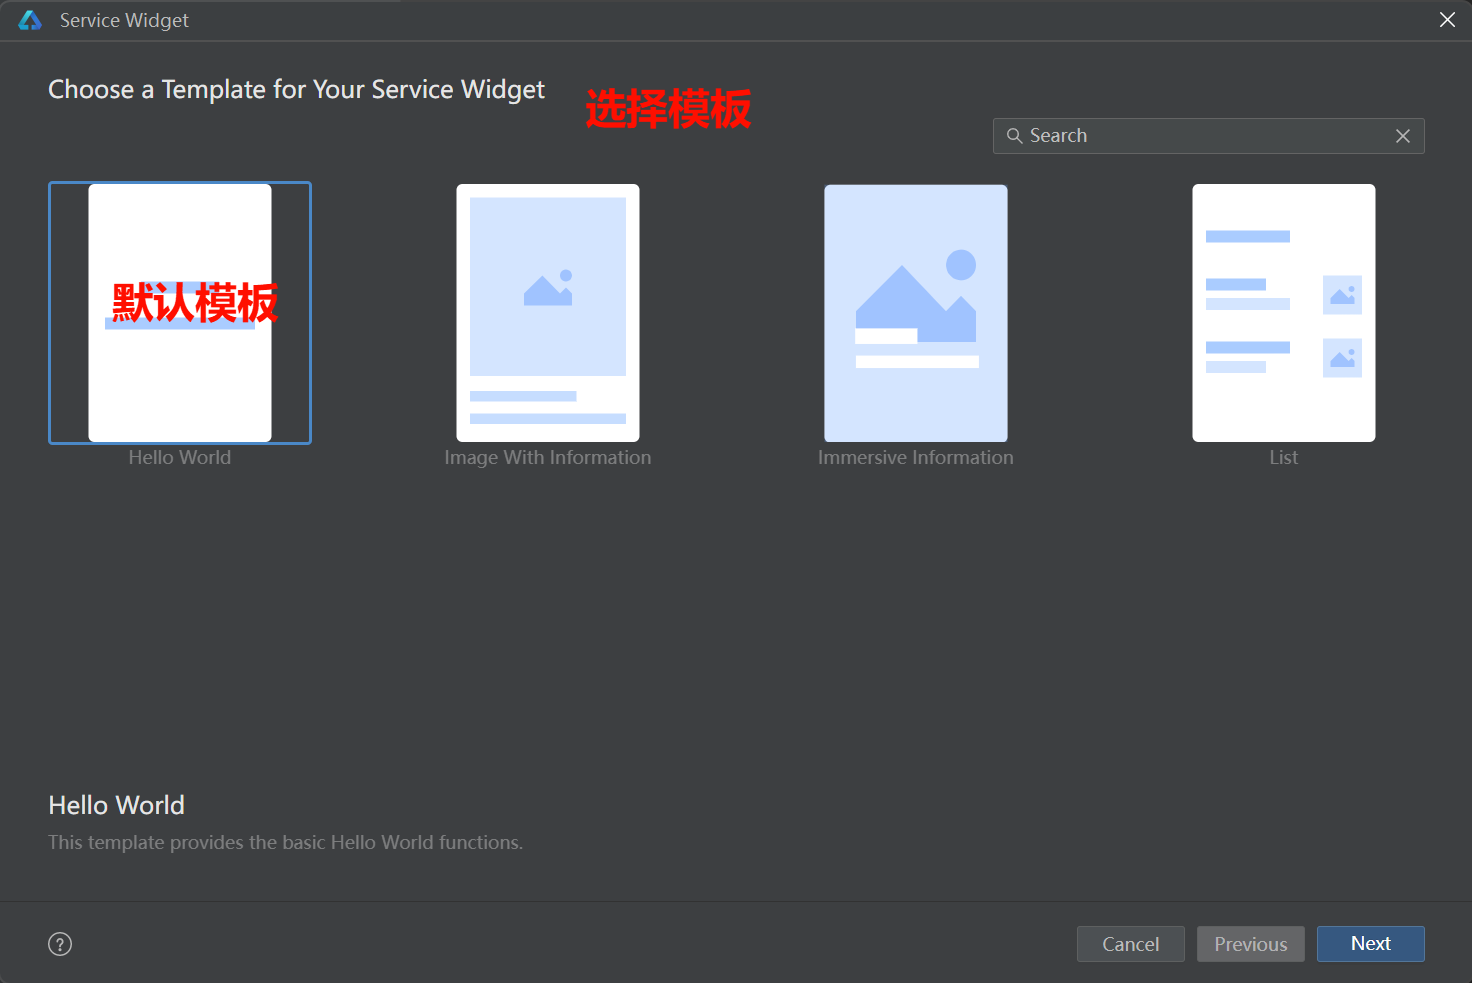 Service Widget
Choose a Template for Your Service Widget
选择模板
Search
默认模板
Hello World
Image With Information
Immersive Information
List
Hello World
This template provides the basic Hello World functions.
?
Cancel
Previous
Next